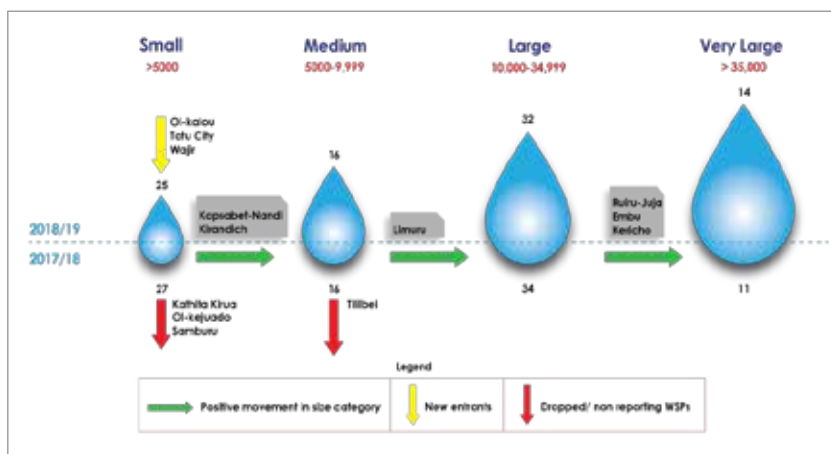 Small
>5000
Medium
5000-9,999
Large
10,000-34,999
Very Large
> 35,000
Ol-kalou
Tatu City
Wajir
25
16
32
14
Kapsabet-Nandi
Kirandich
Limuru
Ruiru-Juja
Embu
Kericho
2018/19
2017/18
27
16
34
11
Kathita Kirua
Ol-kejuado
Samburu
Tililbei
Legend
Positive movement in size category
New entrants
Dropped/ non reporting WSPs